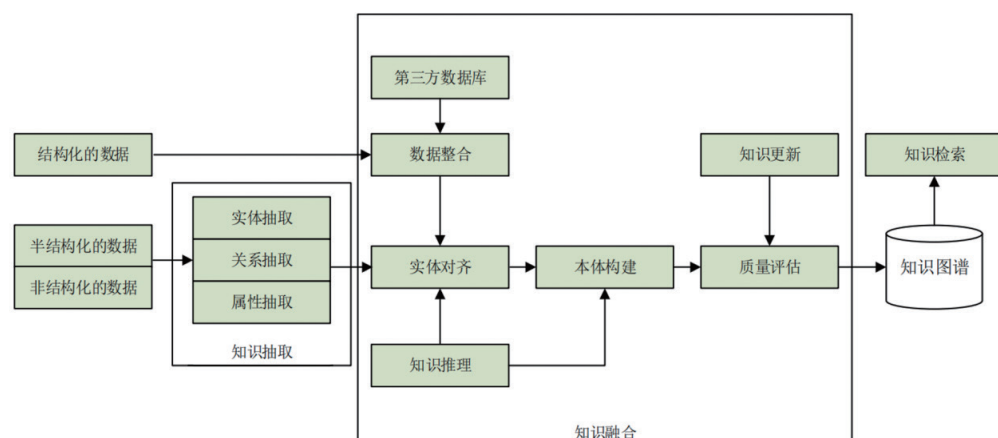 第三方数据库
结构化的数据
数据整合
知识更新
知识检索
半结构化的数据
非结构化的数据
实体抽取
关系抽取
属性抽取
知识抽取
实体对齐
本体构建
质量评估
知识图谱
知识推理
知识融合